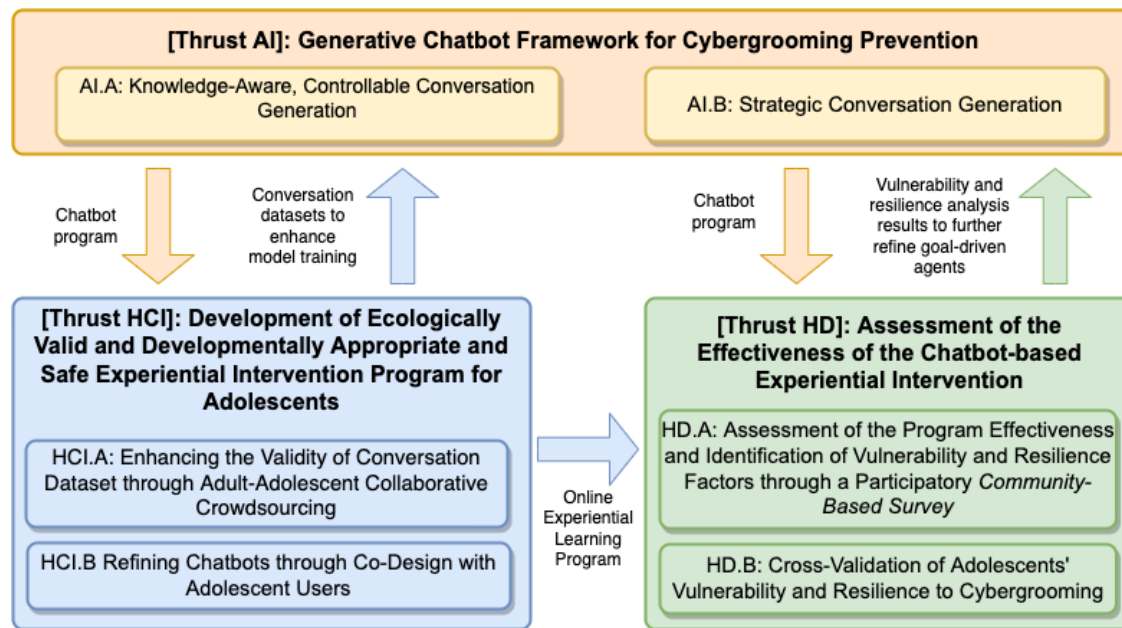 [Thrust AI]: Generative Chatbot Framework for Cybergrooming Prevention
AI.A: Knowledge-Aware, Controllable Conversation
Generation
AI.B: Strategic Conversation Generation
Chatbot
program
Conversation
datasets to
enhance
model training
Chatbot
program
Vulnerability and
resilience analysis
results to further
refine goal-driven
agents
[Thrust HCI]: Development of Ecologically
Valid and Developmentally Appropriate and
Safe Experiential Intervention Program for
Adolescents
HCI.A: Enhancing the Validity of Conversation
Dataset through Adult-Adolescent Collaborative
Crowdsourcing
HCI.B Refining Chatbots through Co-Design with
Adolescent Users
Online
Experiential
Learning
Program
[Thrust HD]: Assessment of the
Effectiveness of the Chatbot-based
Experiential Intervention
HD.A: Assessment of the Program Effectiveness
and Identification of Vulnerability and Resilience
Factors through a Participatory Community-
Based Survey
HD.B: Cross-Validation of Adolescents'
Vulnerability and Resilience to Cybergrooming